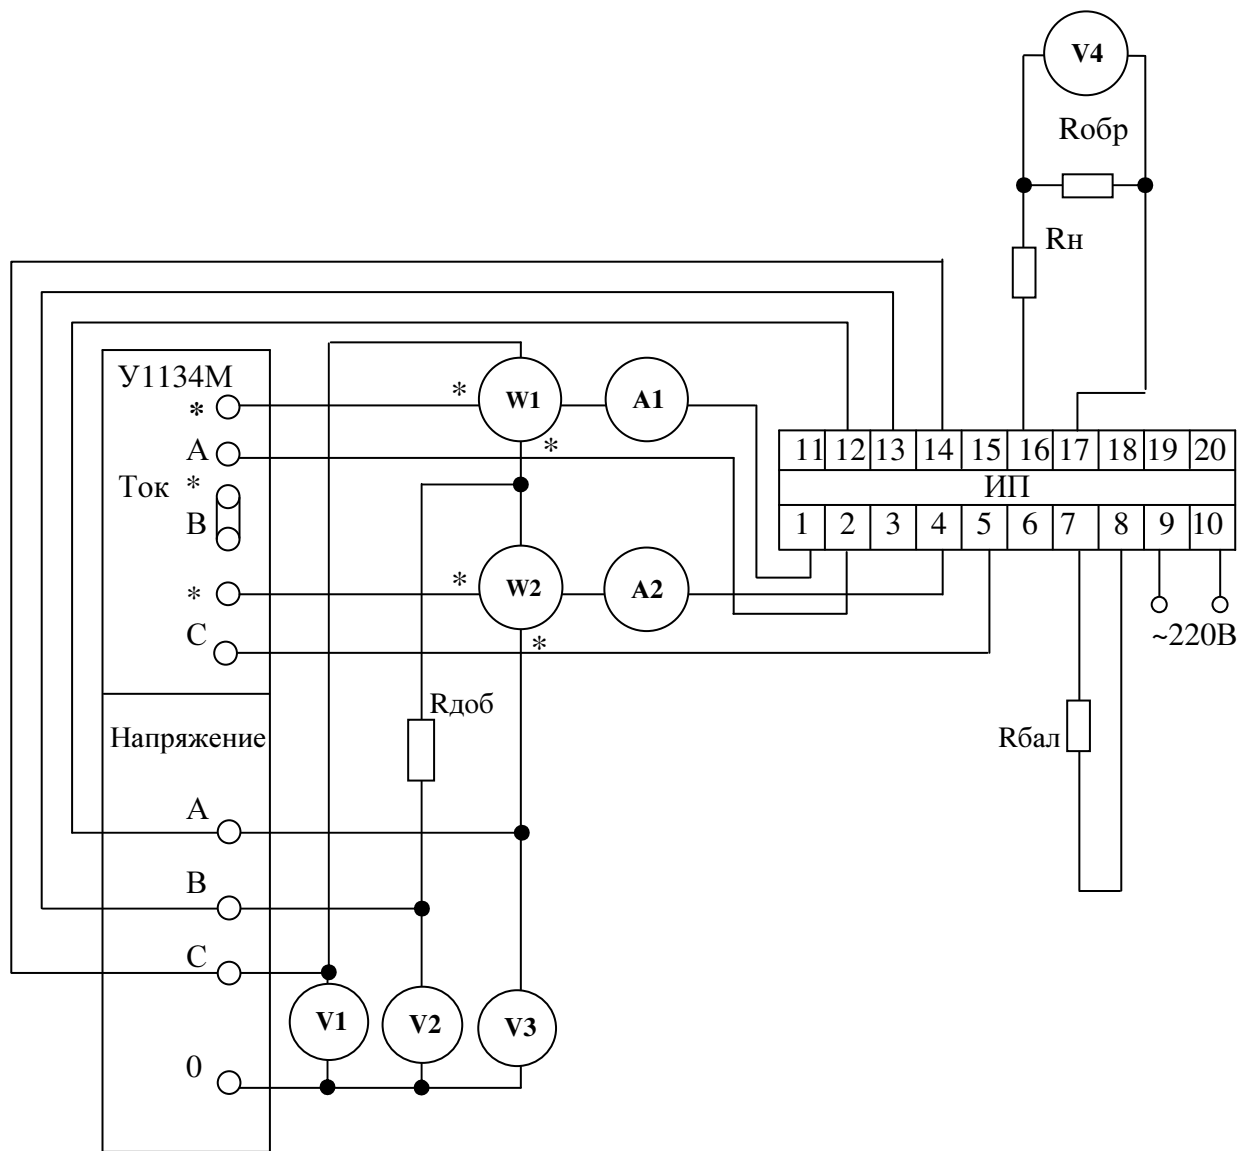 V4
Rобр
Rн
У1134М
*
*
W1
A1
*
А
11 12 13 14 15 16 17 18 19 20
Ток
*
ИП
В
1 2 3 4 5 6 7 8 9 10
*
*
W2
A2
~220В
С
*
Rдоб
Напряжение
Rбал
А
В
С
V1
V2
V3
0